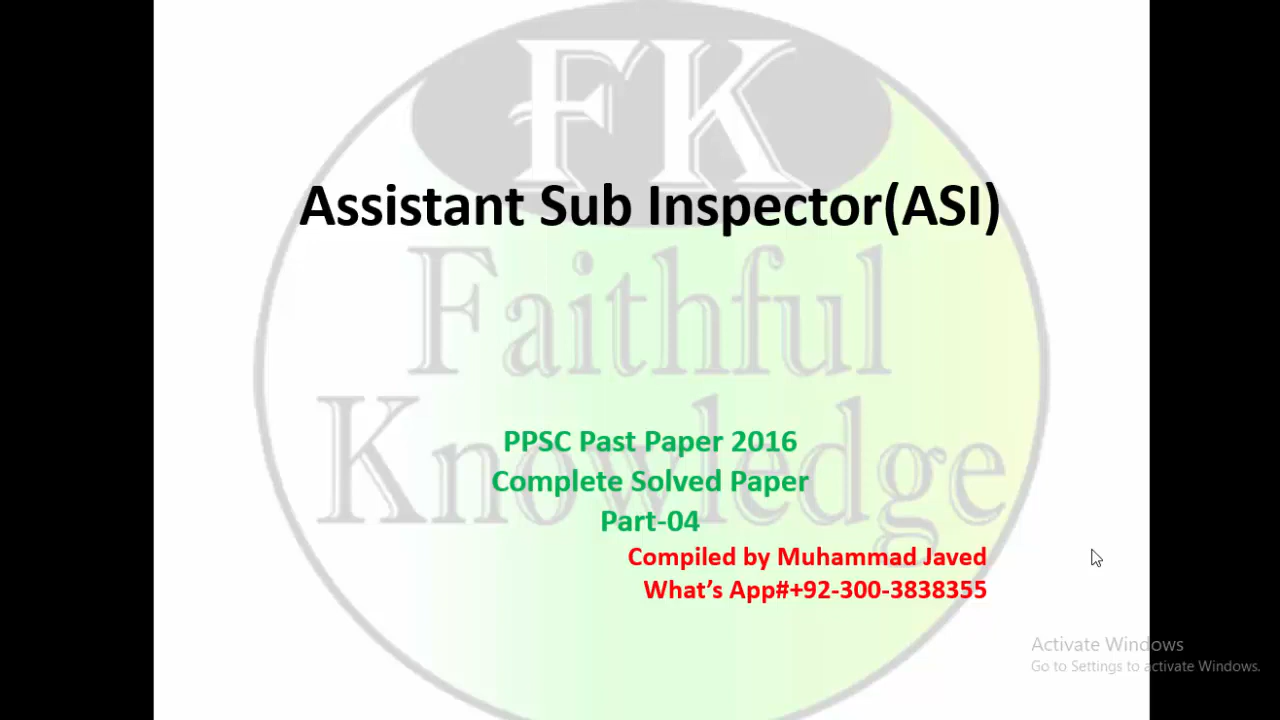 FK
Assistant Sub Inspector(ASI)
Faithful
Knowledge
PPSC Past Paper 2016
Complete Solved Paper
Part-04
Compiled by Muhammad Javed
What’s App#+92-300-3838355
Activate Windows
Go to Settings to activate Windows.